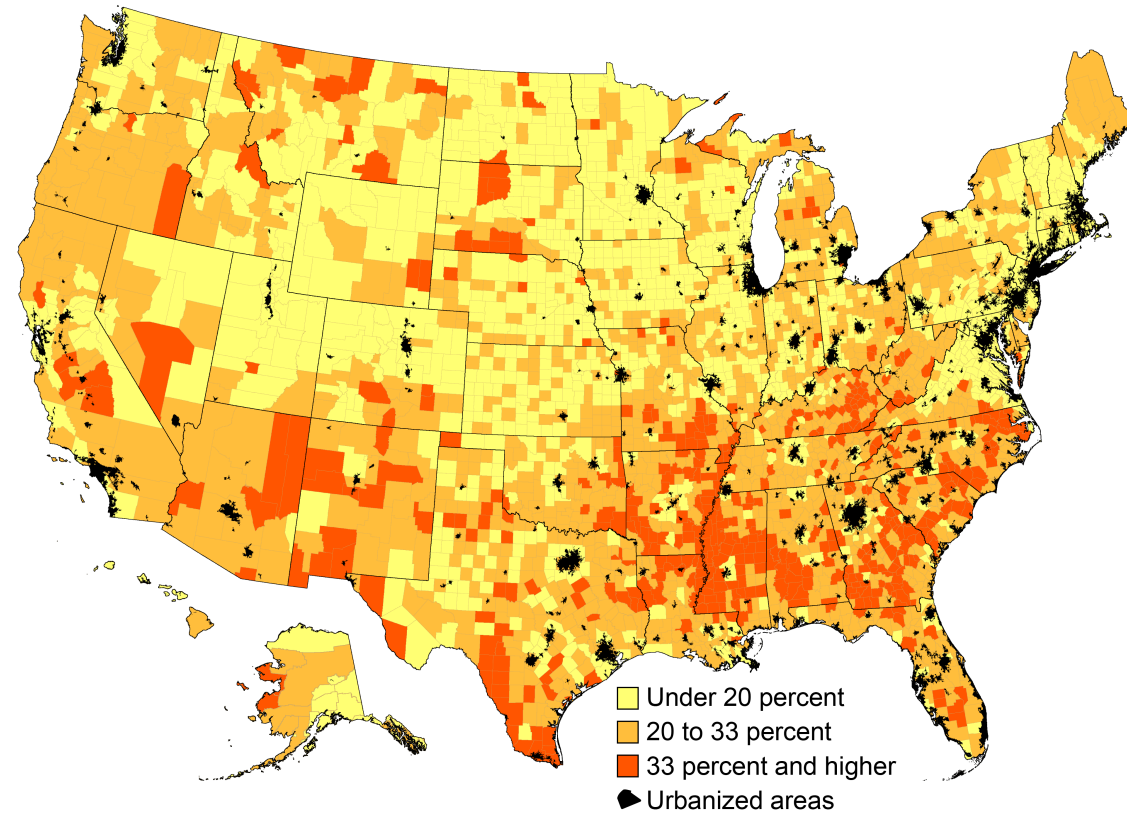 Under 20 percent
20 to 33 percent
33 percent and higher
Urbanized areas